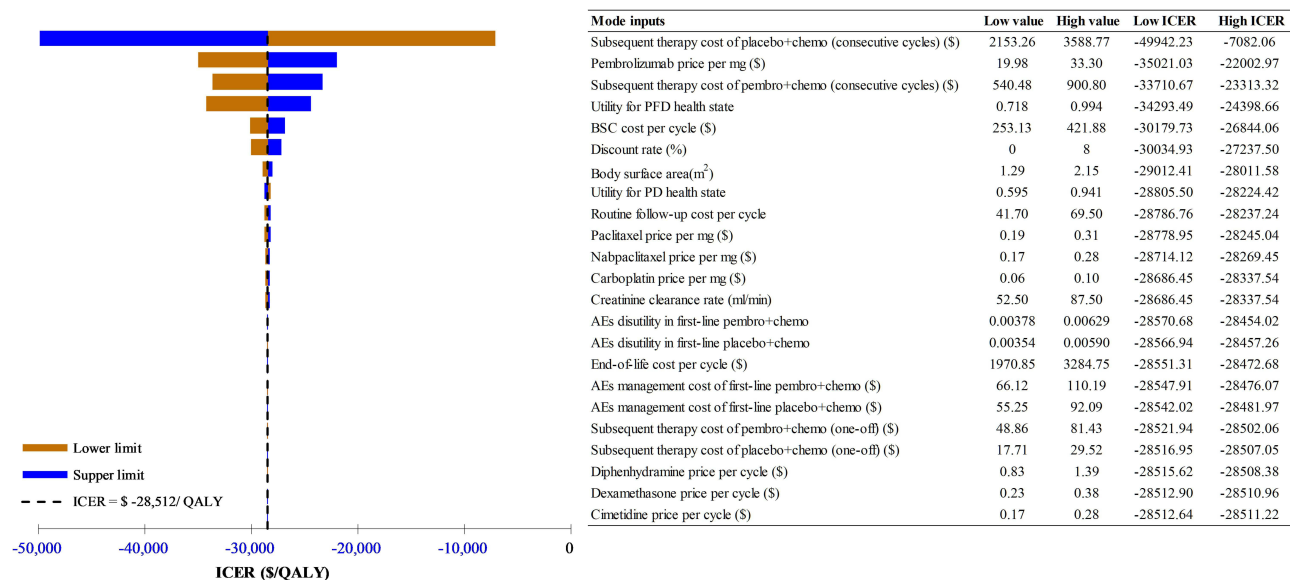 Mode inputs Low value High value Low ICER High ICER
Subsequent therapy cost of placebo+chemo (consecutive cycles) ($) 2153.26 3588.77 -49942.23 -7082.06
Pembrolizumab price per mg ($) 19.98 33.30 -35021.03 -22002.97
Subsequent therapy cost of pembro+chemo (consecutive cycles) ($) 540.48 900.80 -33710.67 -23313.32
Utility for PFD health state 0.718 0.994 -34293.49 -24398.66
BSC cost per cycle ($) 253.13 421.88 -30179.73 -26844.06
Discount rate (%) 0 8 -30034.93 -27237.50
Body surface area(m²) 1.29 2.15 -29012.41 -28011.58
Utility for PD health state 0.595 0.941 -28805.50 -28224.42
Routine follow-up cost per cycle 41.70 69.50 -28786.76 -28237.24
Paclitaxel price per mg ($) 0.19 0.31 -28778.95 -28245.04
Nabpaclitaxel price per mg ($) 0.17 0.28 -28714.12 -28269.45
Carboplatin price per mg ($) 0.06 0.10 -28686.45 -28337.54
Creatinine clearance rate (ml/min) 52.50 87.50 -28686.45 -28337.54
AEs disutility in first-line pembro+chemo 0.00378 0.00629 -28570.68 -28454.02
AEs disutility in first-line placebo+chemo 0.00354 0.00590 -28566.94 -28457.26
End-of-life cost per cycle ($) 1970.85 3284.75 -28551.31 -28472.68
AEs management cost of first-line pembro+chemo ($) 66.12 110.19 -28547.91 -28476.07
AEs management cost of first-line placebo+chemo ($) 55.25 92.09 -28542.02 -28481.97
Subsequent therapy cost of pembro+chemo (one-off) ($) 48.86 81.43 -28521.94 -28502.06
Subsequent therapy cost of placebo+chemo (one-off) ($) 17.71 29.52 -28516.95 -28507.05
Diphenhydramine price per cycle ($) 0.83 1.39 -28515.62 -28508.38
Dexamethasone price per cycle ($) 0.23 0.38 -28512.90 -28510.96
Cimetidine price per cycle ($) 0.17 0.28 -28512.64 -28511.22
Lower limit
Supper limit
ICER = $ -28,512/ QALY
-50,000 -40,000 -30,000 -20,000 -10,000 0
ICER ($/QALY)